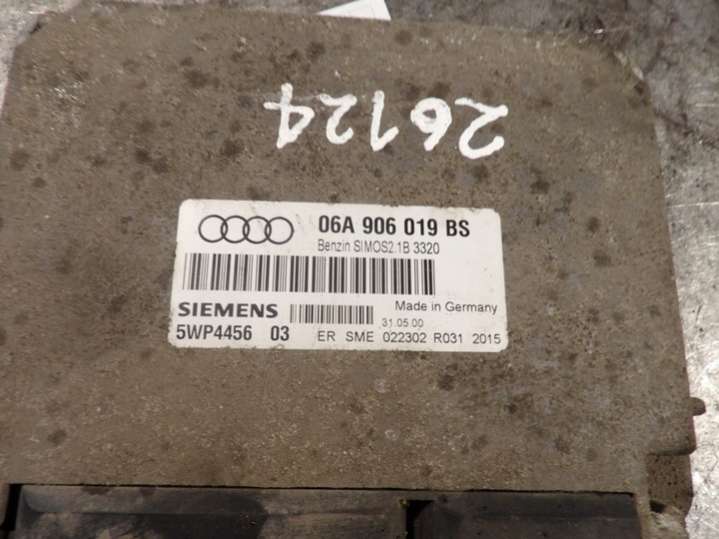 26124
06A 906 019 BS
Benzin SIMOS2.1B 3320
SIEMENS Made in Germany
31.05.00
5WP4456 03 ER SME 022302 R031 2015